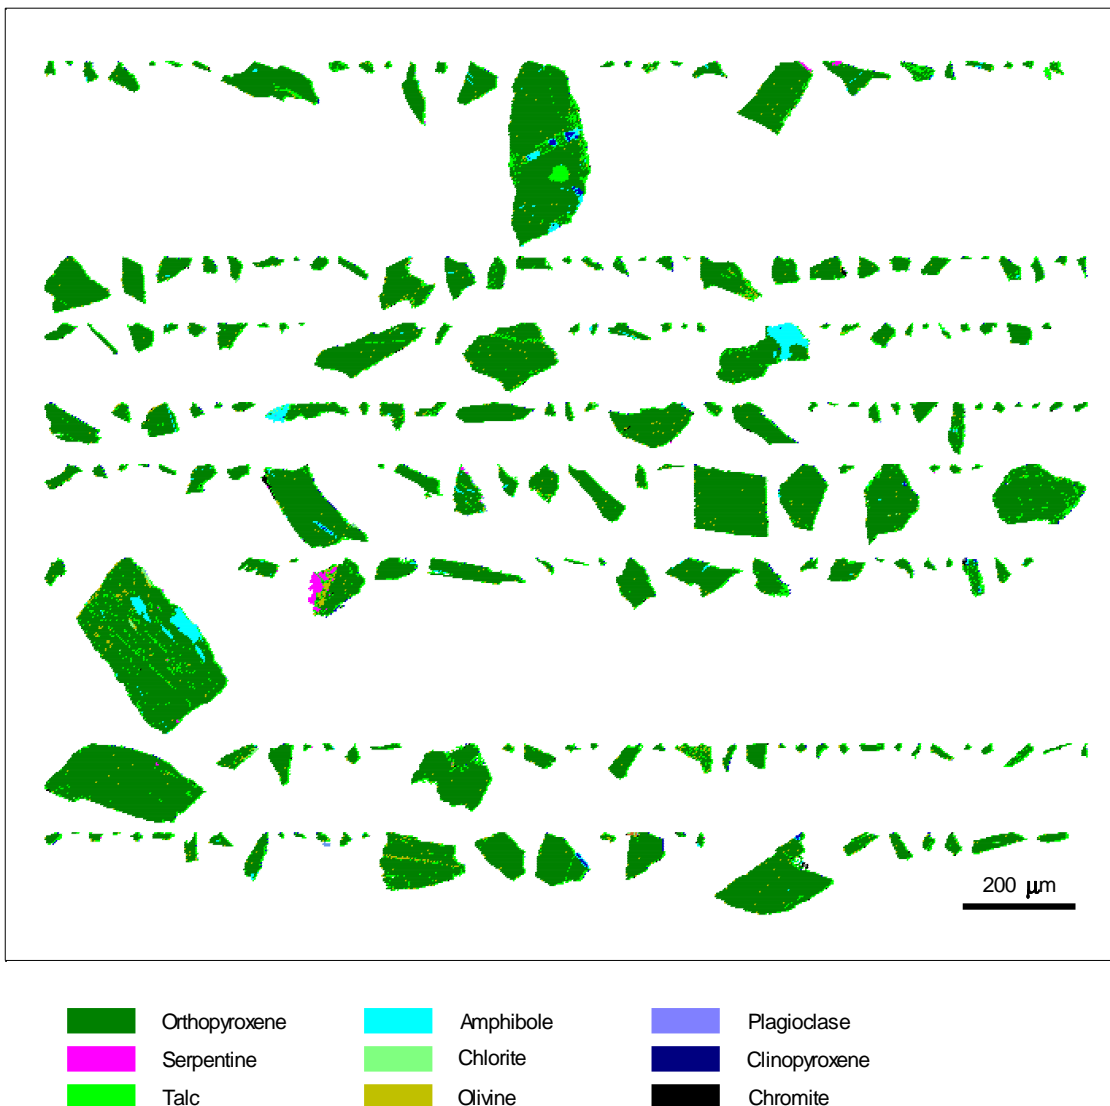 200 μm
Orthopyroxene Amphibole Plagioclase
Serpentine Chlorite Clinopyroxene
Talc Olivine Chromite